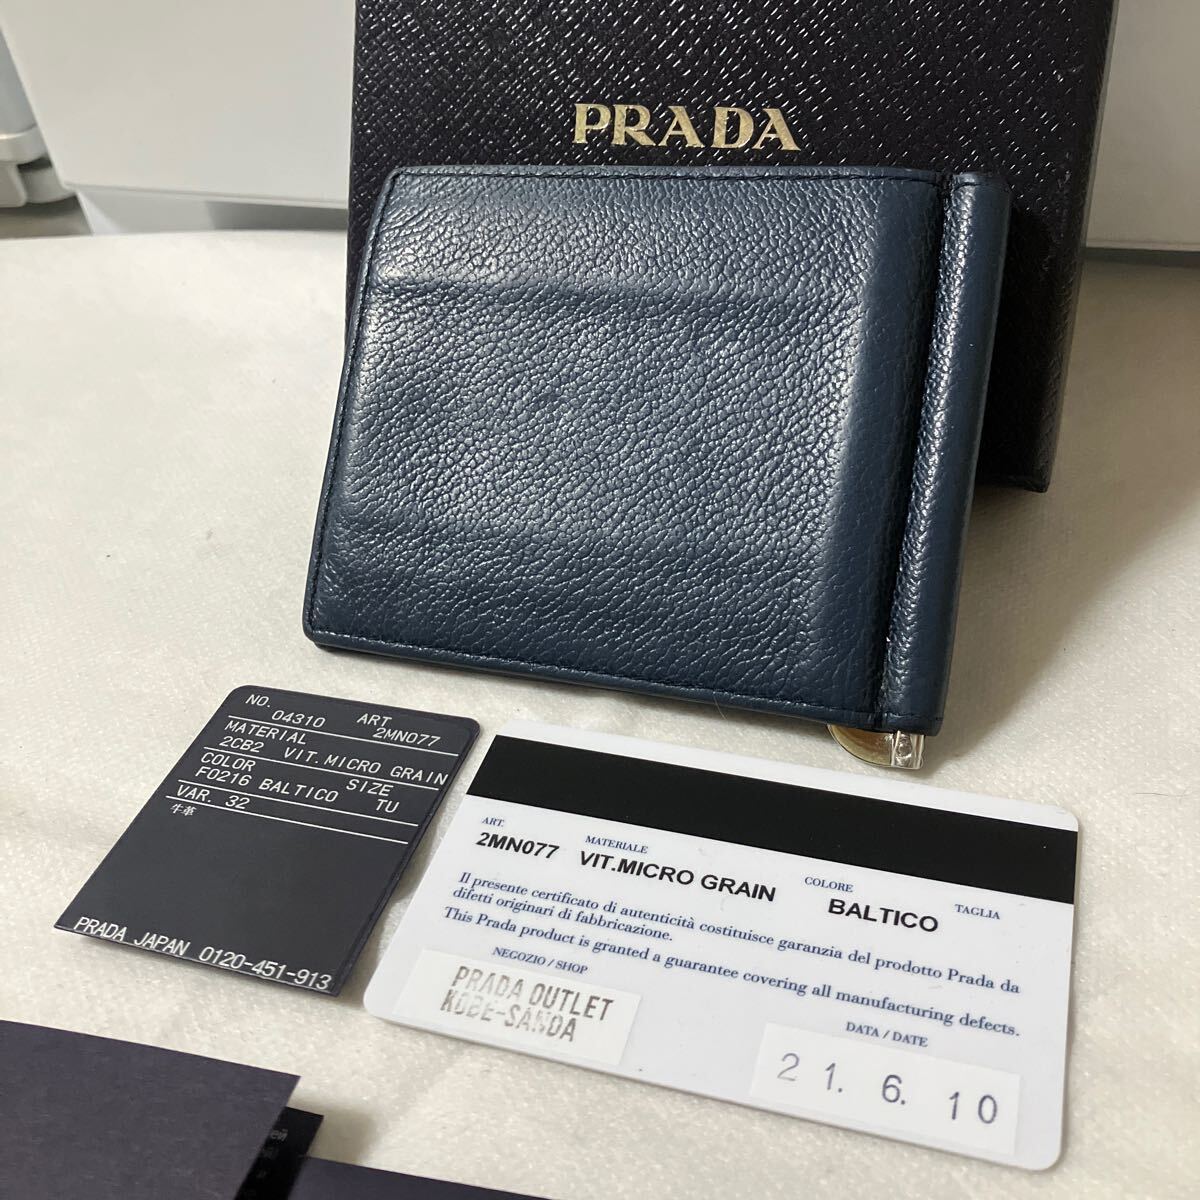 PRADA
NO. 04310 ART 2MN077
MATERIAL
2CB2 VIT.MICRO GRAIN
COLOR SIZE
F0216 BALTICO TU
VAR. 32
牛革
PRADA JAPAN 0120-451-913
ART. MATERIALE COLORE TAGLIA
2MN077 VIT.MICRO GRAIN BALTICO
Il presente certificato di autenticità costituisce garanzia del prodotto Prada da
difetti originari di fabbricazione.
This Prada product is granted a guarantee covering all manufacturing defects.
NEGOZIO / SHOP
PRADA OUTLET
KOBE-SANDA
DATA / DATE
21. 6. 10